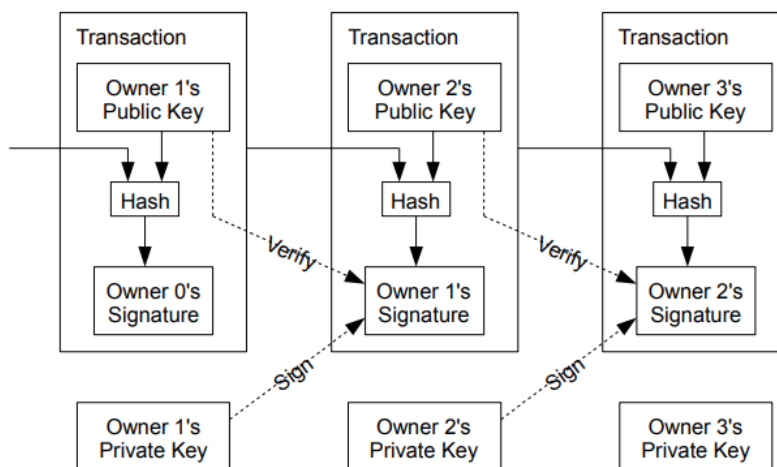 Transaction
Transaction
Transaction
Owner 1's
Public Key
Owner 2's
Public Key
Owner 3's
Public Key
Hash
Hash
Hash
Verify
Verify
Owner 0's
Signature
Owner 1's
Signature
Owner 2's
Signature
Sign
Sign
Owner 1's
Private Key
Owner 2's
Private Key
Owner 3's
Private Key